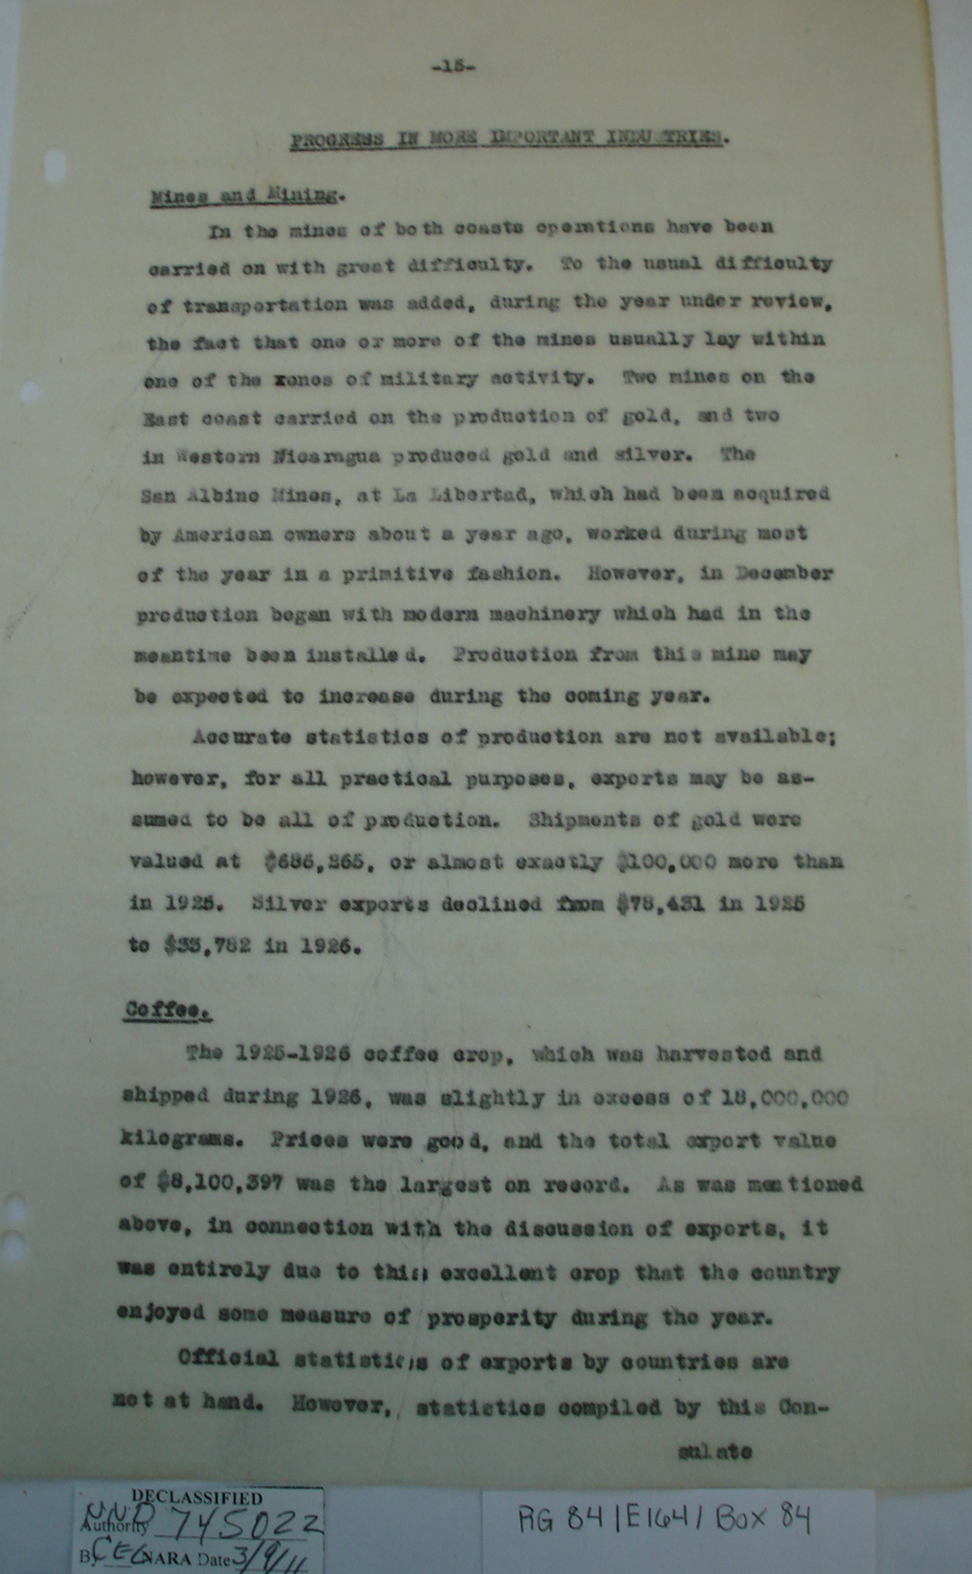 -15-
PROGRESS IN MORE IMPORTANT INDUSTRIES.
Mines and Mining.
In the mines of both coasts operations have been
carried on with great difficulty. To the usual difficulty
of transportation was added, during the year under review,
the fact that one or more of the mines usually lay within
one of the zones of military activity. Two mines on the
East coast carried on the production of gold, and two
in Western Nicaragua produced gold and silver. The
San Albino Mines, at La Libertad, which had been acquired
by American owners about a year ago, worked during most
of the year in a primitive fashion. However, in December
production began with modern machinery which had in the
meantime been installed. Production from this mine may
be expected to increase during the coming year.
Accurate statistics of production are not available;
however, for all practical purposes, exports may be as-
sumed to be all of production. Shipments of gold were
valued at $686,265, or almost exactly $100,000 more than
in 1925. Silver exports declined from $78,431 in 1925
to $35,782 in 1926.
Coffee.
The 1925-1926 coffee crop, which was harvested and
shipped during 1926, was slightly in excess of 18,000,000
kilograms. Prices were good, and the total export value
of $8,100,397 was the largest on record. As was mentioned
above, in connection with the discussion of exports, it
was entirely due to this excellent crop that the country
enjoyed some measure of prosperity during the year.
Official statistics of exports by countries are
not at hand. However, statistics compiled by this Con-
sulate
DECLASSIFIED
Authority NND 745022
By CEG NARA Date 3/9/11
RG 84/E164/Box 84